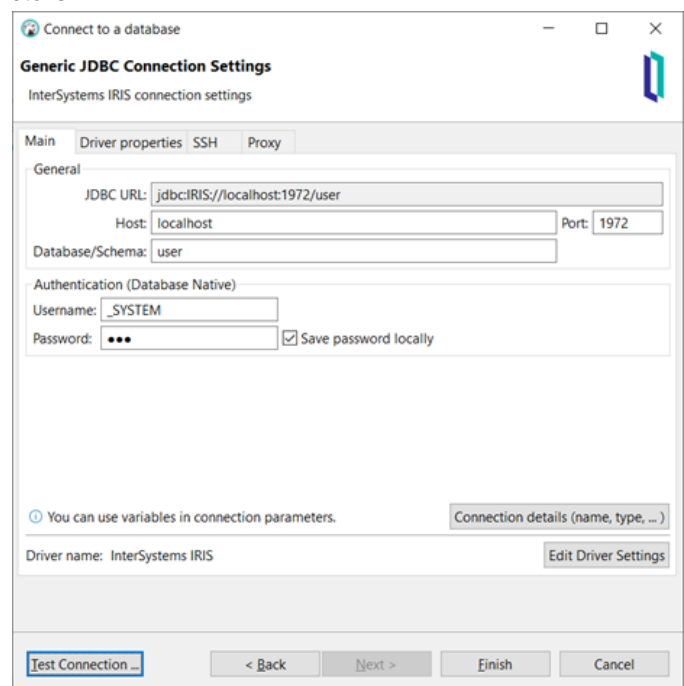 Connect to a database
Generic JDBC Connection Settings
InterSystems IRIS connection settings
Main Driver properties SSH Proxy
General
JDBC URL: jdbc:IRIS://localhost:1972/user
Host: localhost Port: 1972
Database/Schema: user
Authentication (Database Native)
Username: _SYSTEM
Password: ●●● Save password locally
You can use variables in connection parameters. Connection details (name, type, ... )
Driver name: InterSystems IRIS Edit Driver Settings
Test Connection ... < Back Next > Finish Cancel